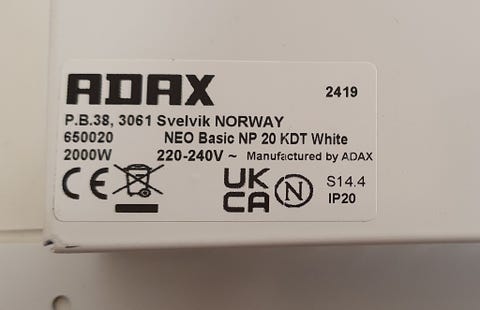 ADAX 2419
P.B.38, 3061 Svelvik NORWAY
650020 NEO Basic NP 20 KDT White
2000W 220-240V ~ Manufactured by ADAX
CE UK CA N S14.4
IP20